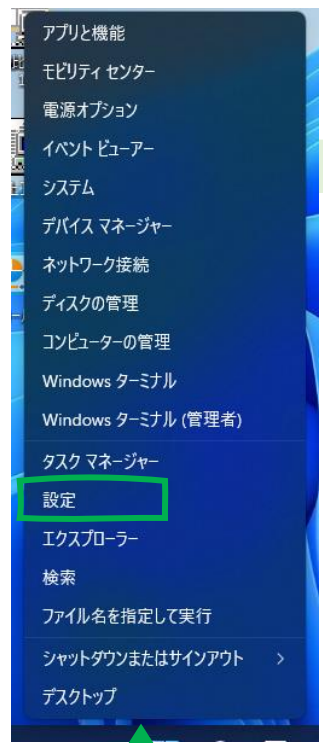 アプリと機能
モビリティ センター
電源オプション
イベント ビューアー
システム
デバイス マネージャー
ネットワーク接続
ディスクの管理
コンピューターの管理
Windows ターミナル
Windows ターミナル (管理者)
タスク マネージャー
設定
エクスプローラー
検索
ファイル名を指定して実行
シャットダウンまたはサインアウト
デスクトップ